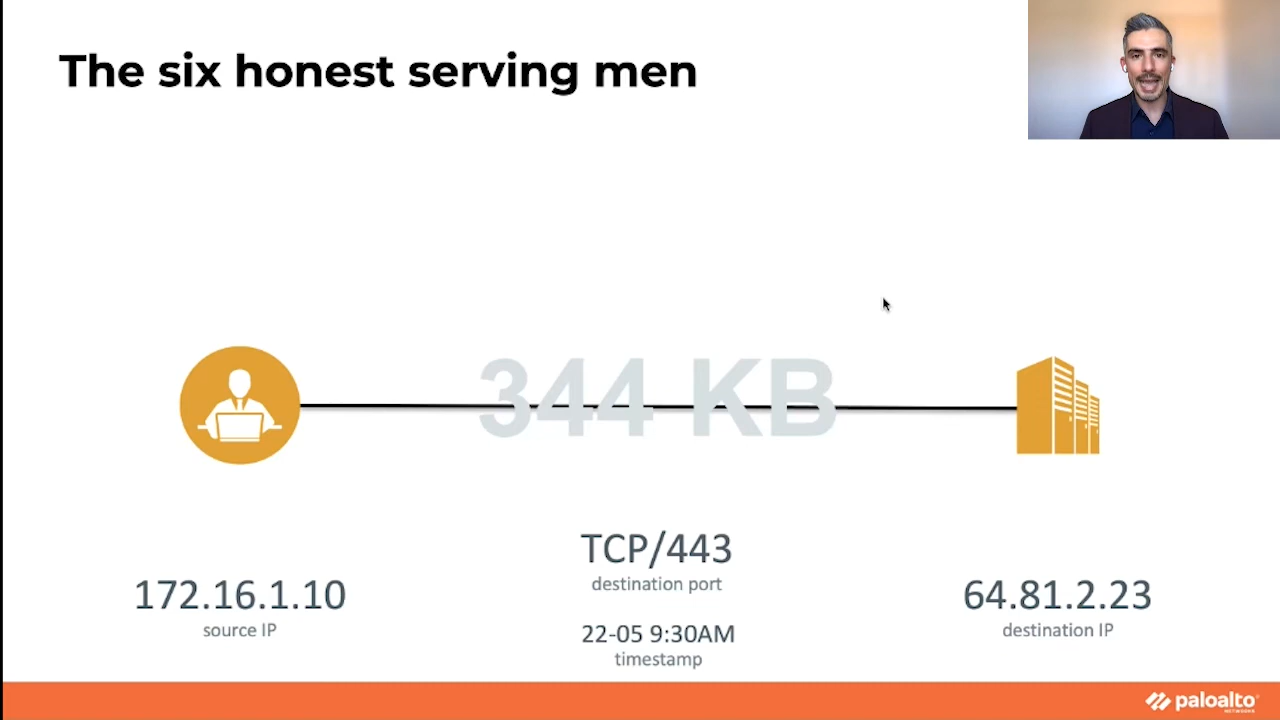 The six honest serving men
344 KB
TCP/443
destination port
172.16.1.10
source IP
64.81.2.23
destination IP
22-05 9:30AM
timestamp
paloalto
NETWORKS